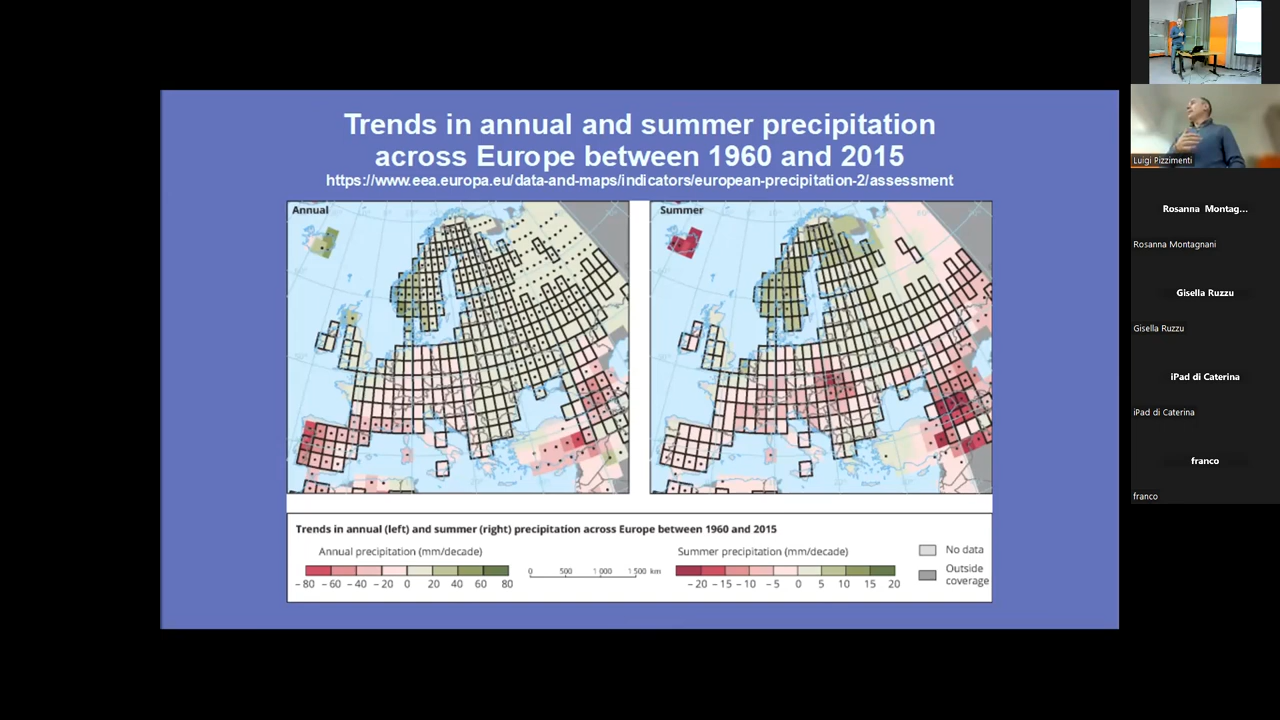 Trends in annual and summer precipitation
across Europe between 1960 and 2015
https://www.eea.europa.eu/data-and-maps/indicators/european-precipitation-2/assessment
Annual
Summer
Trends in annual (left) and summer (right) precipitation across Europe between 1960 and 2015
Annual precipitation (mm/decade)
– 80 – 60 – 40 – 20 0 20 40 60 80
0 500 1 000 1 500 km
Summer precipitation (mm/decade)
– 20 – 15 – 10 – 5 0 5 10 15 20
No data
Outside
coverage
Luigi Pizzimenti
Rosanna Montag...
Rosanna Montagnani
Gisella Ruzzu
Gisella Ruzzu
iPad di Caterina
iPad di Caterina
franco
franco